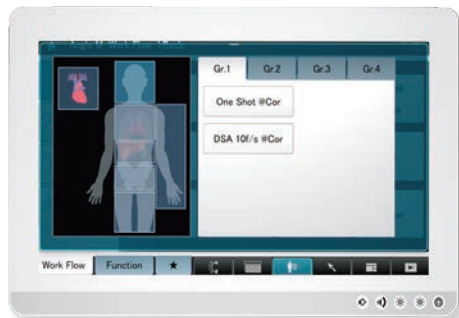 Gr.1 Gr.2 Gr.3 Gr.4
One Shot @Cor
DSA 10f/s @Cor
Work Flow Function